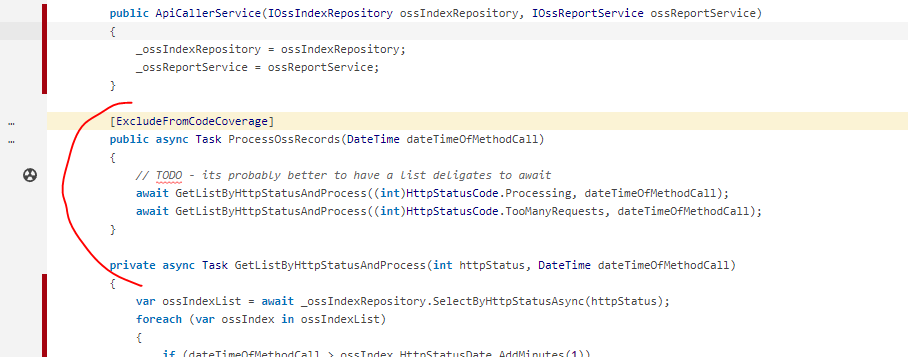 public ApiCallerService(IOssIndexRepository ossIndexRepository, IOssReportService ossReportService)
{
_ossIndexRepository = ossIndexRepository;
_ossReportService = ossReportService;
}
[ExcludeFromCodeCoverage]
public async Task ProcessOssRecords(DateTime dateTimeOfMethodCall)
{
// TODO - its probably better to have a list deligates to await
await GetListByHttpStatusAndProcess((int)HttpStatusCode.Processing, dateTimeOfMethodCall);
await GetListByHttpStatusAndProcess((int)HttpStatusCode.TooManyRequests, dateTimeOfMethodCall);
}
private async Task GetListByHttpStatusAndProcess(int httpStatus, DateTime dateTimeOfMethodCall)
{
var ossIndexList = await _ossIndexRepository.SelectByHttpStatusAsync(httpStatus);
foreach (var ossIndex in ossIndexList)
{
if (dateTimeOfMethodCall > ossIndex.HttpStatusDate.AddMinutes(1))